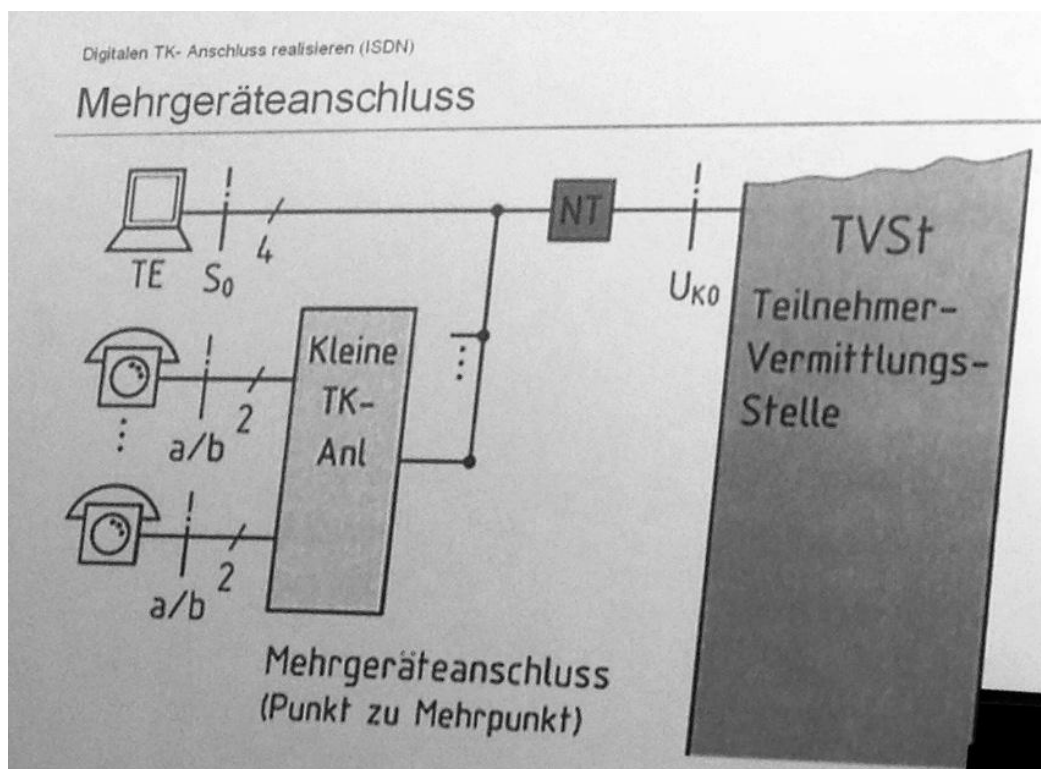 Digitalen TK- Anschluss realisieren (ISDN)
Mehrgeräteanschluss
TE
S0
4
NT
UK0
TVSt
Teilnehmer-
Vermittlungs-
Stelle
Kleine
TK-
Anl
a/b
2
a/b
2
Mehrgeräteanschluss
(Punkt zu Mehrpunkt)